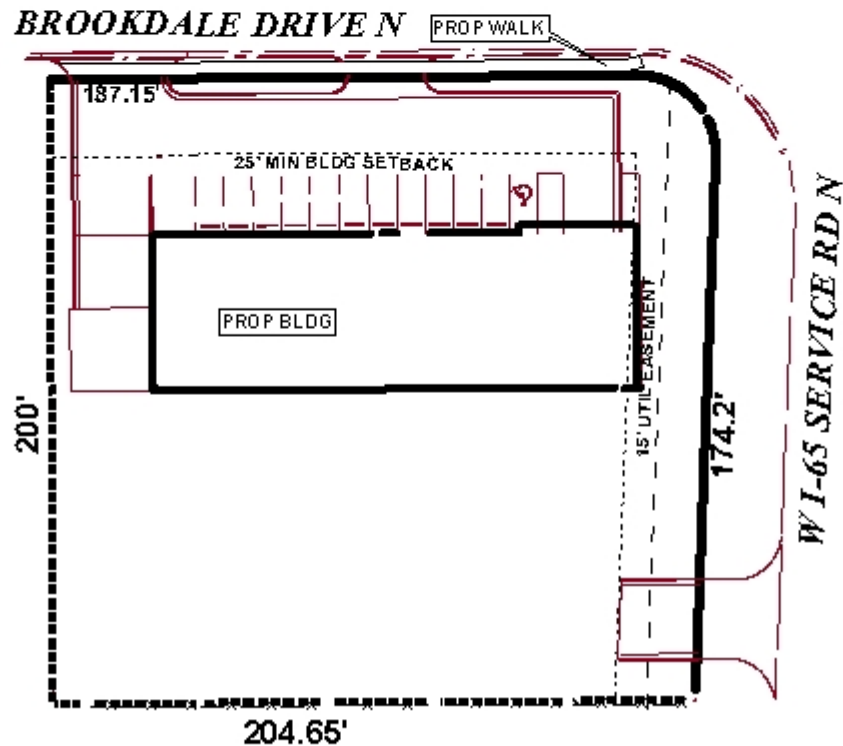 BROOKDALE DRIVE N
PROP WALK
187.15'
25' MIN BLDG SETBACK
PROP BLDG
15' UTIL EASEMENT
200'
174.2'
W I-65 SERVICE RD N
204.65'